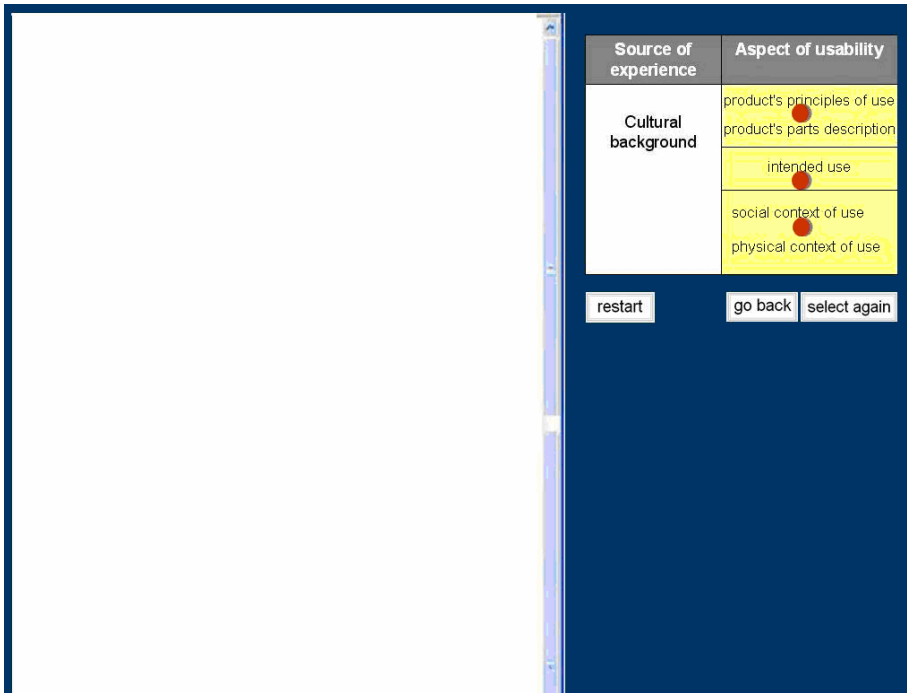 Source of experience
Aspect of usability
Cultural background
product's principles of use
product's parts description
intended use
social context of use
physical context of use
restart
go back
select again